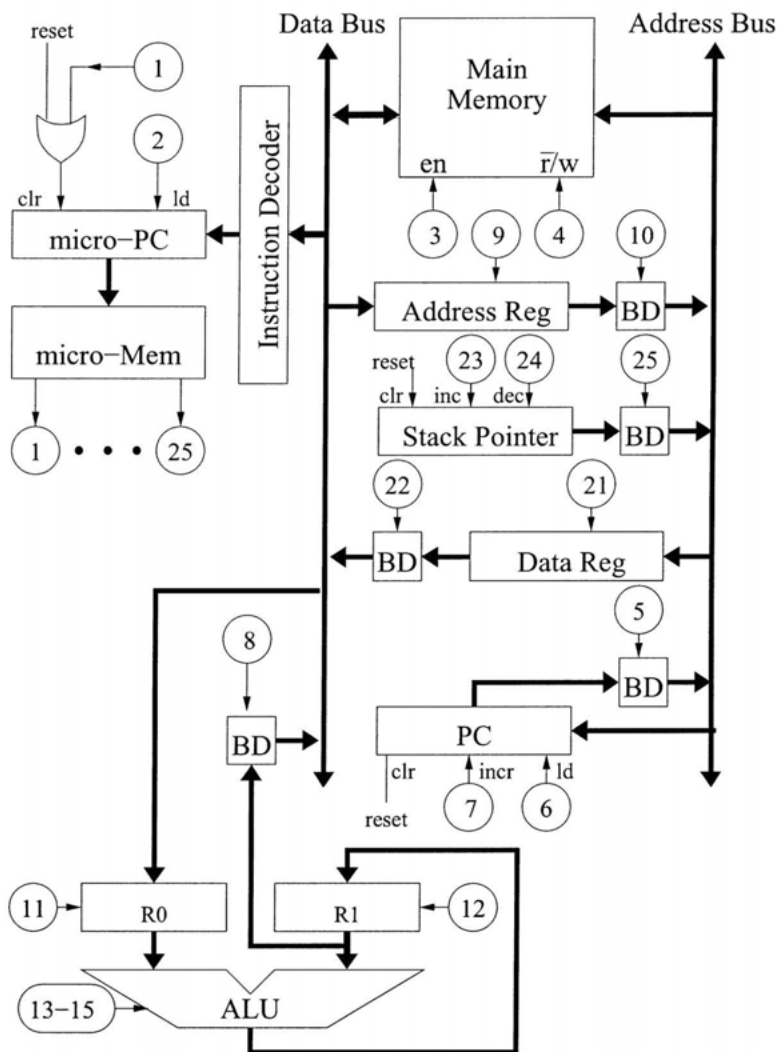 Data Bus
Address Bus
reset
1
Main
Memory
2
Instruction Decoder
en
r̅/w
clr
ld
3
9
4
10
micro−PC
Address Reg
BD
micro−Mem
reset
23
24
25
clr
inc
dec
Stack Pointer
BD
1
• • • •
25
22
21
BD
Data Reg
5
8
BD
BD
PC
clr
incr
ld
7
6
reset
11
R0
R1
12
13−15
ALU